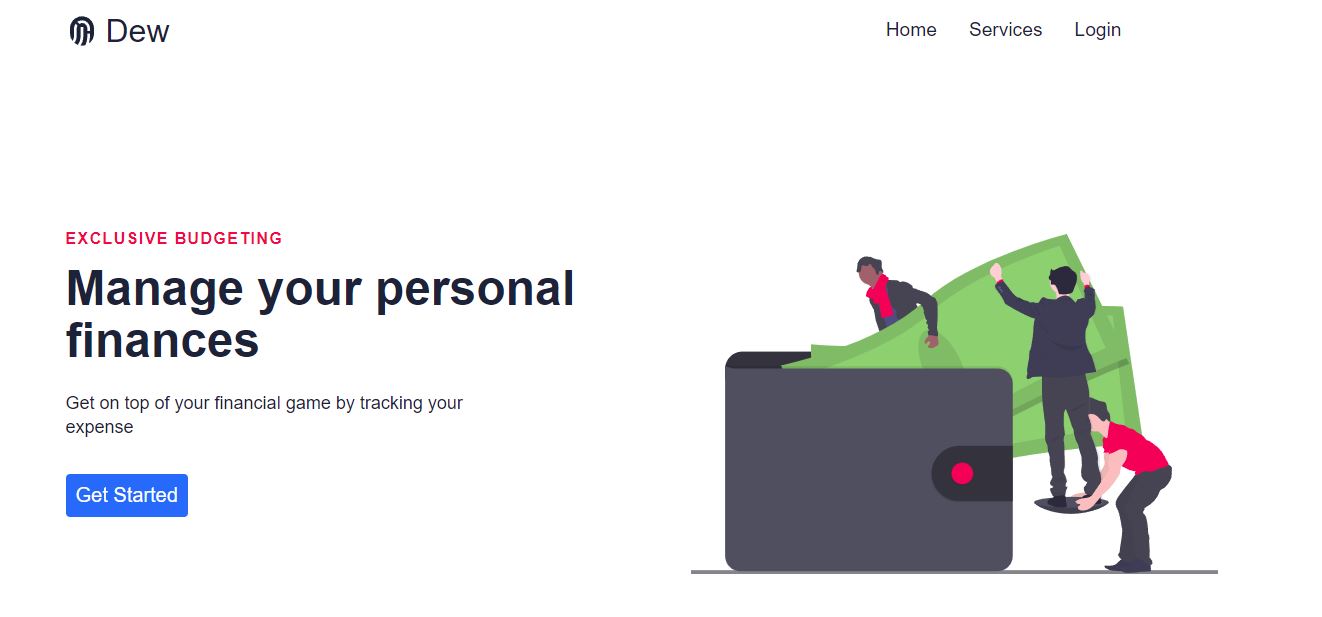 Dew
Home Services Login
EXCLUSIVE BUDGETING
Manage your personal
finances
Get on top of your financial game by tracking your
expense
Get Started